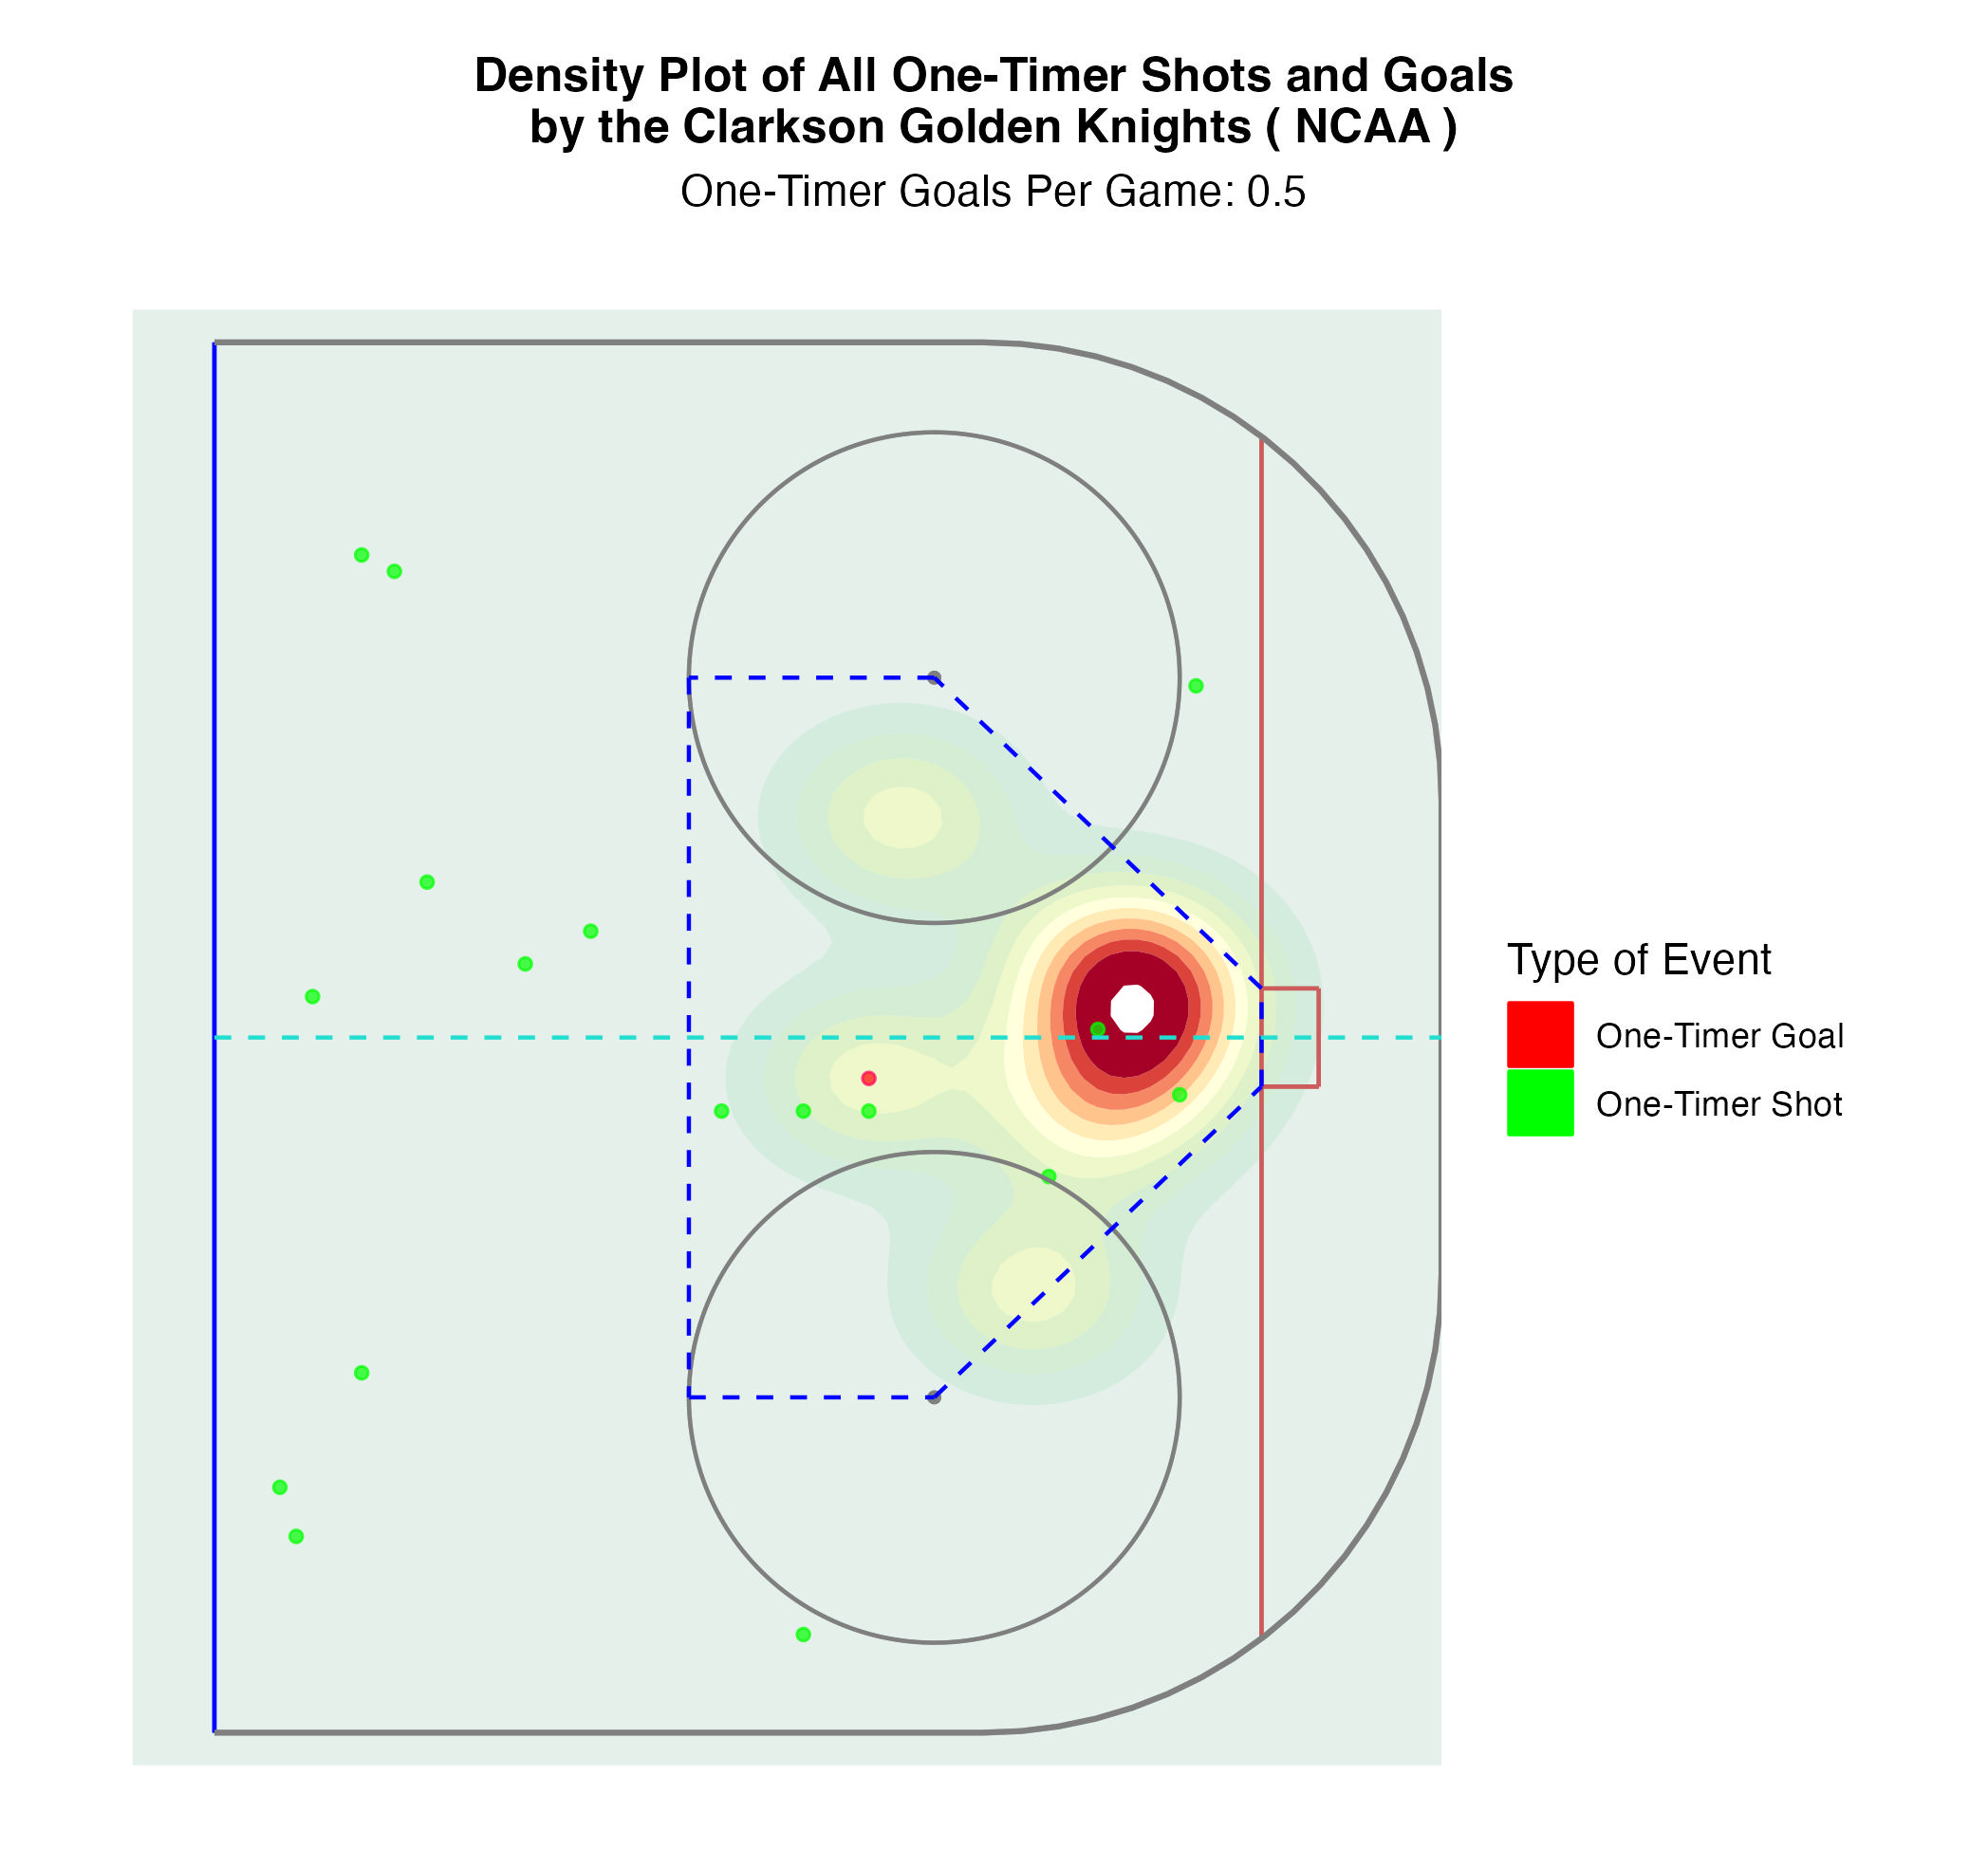 Density Plot of All One-Timer Shots and Goals
by the Clarkson Golden Knights ( NCAA )
One-Timer Goals Per Game: 0.5
Type of Event
One-Timer Goal
One-Timer Shot